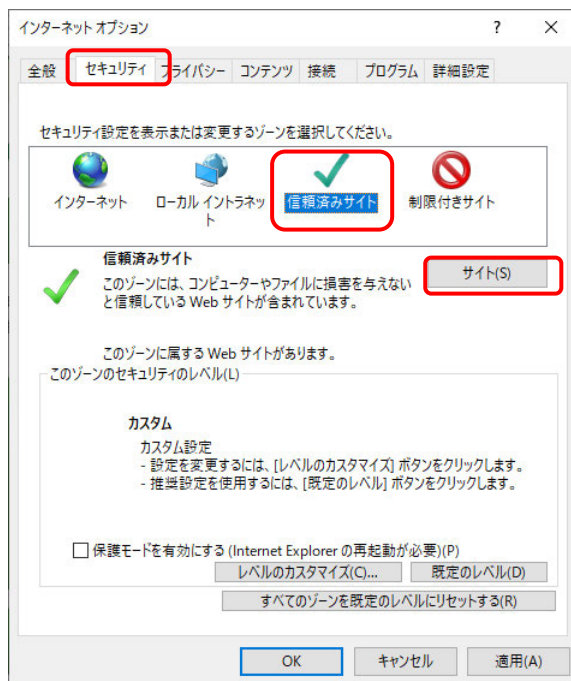 インターネット オプション ? ×
全般 セキュリティ プライバシー コンテンツ 接続 プログラム 詳細設定
セキュリティ設定を表示または変更するゾーンを選択してください。
インターネット ローカル イントラネッ 信頼済みサイト 制限付きサイト
ト
信頼済みサイト
サイト(S)
このゾーンには、コンピューターやファイルに損害を与えない
と信頼している Web サイトが含まれています。
このゾーンに属する Web サイトがあります。
このゾーンのセキュリティのレベル(L)
カスタム
カスタム設定
- 設定を変更するには、[レベルのカスタマイズ] ボタンをクリックします。
- 推奨設定を使用するには、[既定のレベル] ボタンをクリックします。
保護モードを有効にする (Internet Explorer の再起動が必要)(P)
レベルのカスタマイズ(C)... 既定のレベル(D)
すべてのゾーンを既定のレベルにリセットする(R)
OK キャンセル 適用(A)